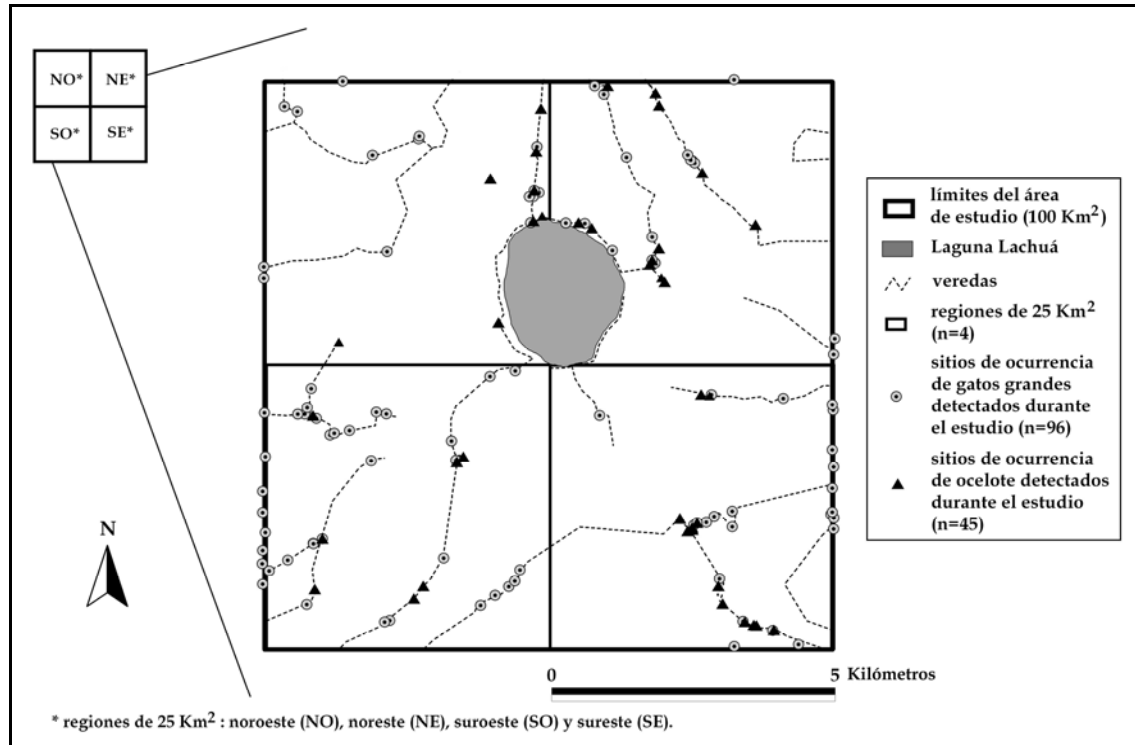 NO* NE*
SO* SE*
límites del área
de estudio (100 Km²)
Laguna Lachuá
veredas
regiones de 25 Km²
(n=4)
sitios de ocurrencia
de gatos grandes
detectados durante
el estudio (n=96)
sitios de ocurrencia
de ocelote detectados
durante el estudio
(n=45)
N
0 5 Kilómetros
* regiones de 25 Km² : noroeste (NO), noreste (NE), suroeste (SO) y sureste (SE).